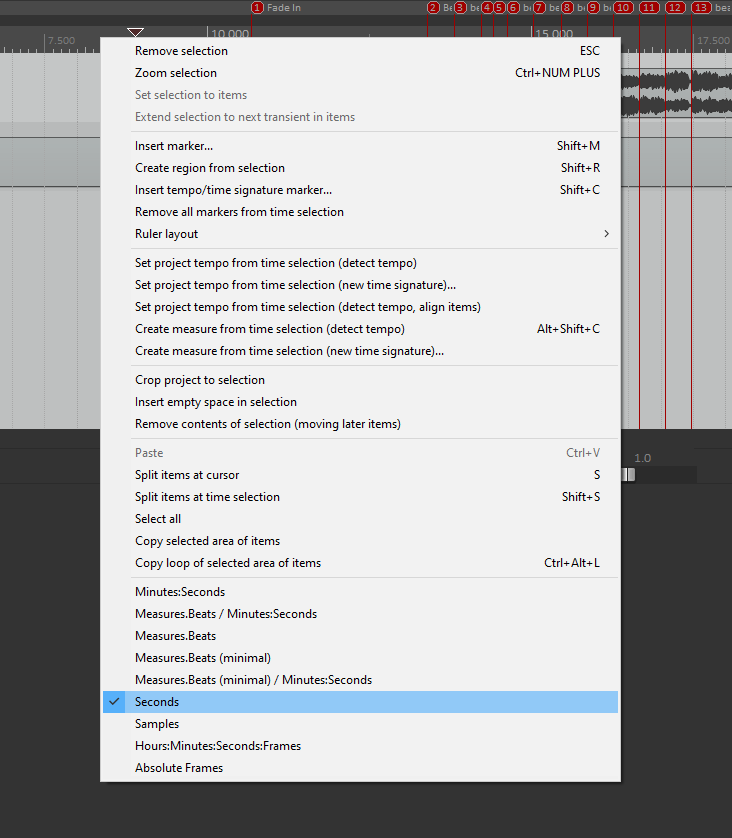 1 Fade In 2 Be 3 be 4 5 6 be 7 be 8 be 9 be 10 11 12 13 bea
7.500 10.000 15.000 17.500
Remove selection ESC
Zoom selection Ctrl+NUM PLUS
Set selection to items
Extend selection to next transient in items
Insert marker... Shift+M
Create region from selection Shift+R
Insert tempo/time signature marker... Shift+C
Remove all markers from time selection
Ruler layout
Set project tempo from time selection (detect tempo)
Set project tempo from time selection (new time signature)...
Set project tempo from time selection (detect tempo, align items)
Create measure from time selection (detect tempo) Alt+Shift+C
Create measure from time selection (new time signature)...
Crop project to selection
Insert empty space in selection
Remove contents of selection (moving later items)
Paste Ctrl+V
1.0
Split items at cursor S
Split items at time selection Shift+S
Select all
Copy selected area of items
Copy loop of selected area of items Ctrl+Alt+L
Minutes:Seconds
Measures.Beats / Minutes:Seconds
Measures.Beats
Measures.Beats (minimal)
Measures.Beats (minimal) / Minutes:Seconds
Seconds
Samples
Hours:Minutes:Seconds:Frames
Absolute Frames